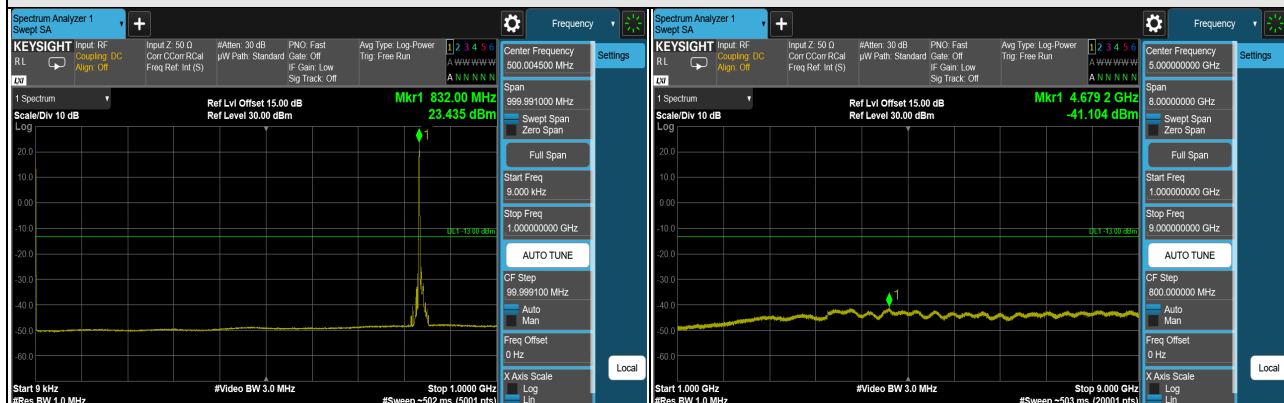 Spectrum Analyzer 1
Swept SA
+
Frequency
KEYSIGHT
RL
LXI
Input: RF
Coupling: DC
Align: Off
Input Z: 50 Ω
Corr CCorr RCal
Freq Ref: Int (S)
#Atten: 30 dB
µW Path: Standard
PNO: Fast
Gate: Off
IF Gain: Low
Sig Track: Off
Avg Type: Log-Power
Trig: Free Run
1 2 3 4 5 6
A W W W W W
A N N N N N
1 Spectrum
Scale/Div 10 dB
Log
Ref Lvl Offset 15.00 dB
Ref Level 30.00 dBm
Mkr1 832.00 MHz
23.435 dBm
1
20.0
10.0
0.00
-10.0
DL1 -13.00 dBm
-20.0
-30.0
-40.0
-50.0
-60.0
Start 9 kHz
#Res BW 1.0 MHz
#Video BW 3.0 MHz
Stop 1.0000 GHz
#Sweep ~502 ms (5001 pts)
Center Frequency
500.004500 MHz
Settings
Span
999.991000 MHz
Swept Span
Zero Span
Full Span
Start Freq
9.000 kHz
Stop Freq
1.000000000 GHz
AUTO TUNE
CF Step
99.999100 MHz
Auto
Man
Freq Offset
0 Hz
X Axis Scale
Log
Lin
Local
Spectrum Analyzer 1
Swept SA
+
Frequency
KEYSIGHT
RL
LXI
Input: RF
Coupling: DC
Align: Off
Input Z: 50 Ω
Corr CCorr RCal
Freq Ref: Int (S)
#Atten: 30 dB
µW Path: Standard
PNO: Fast
Gate: Off
IF Gain: Low
Sig Track: Off
Avg Type: Log-Power
Trig: Free Run
1 2 3 4 5 6
A W W W W W
A N N N N N
1 Spectrum
Scale/Div 10 dB
Log
Ref Lvl Offset 15.00 dB
Ref Level 30.00 dBm
Mkr1 4.679 2 GHz
-41.104 dBm
20.0
10.0
0.00
-10.0
DL1 -13.00 dBm
-20.0
-30.0
-40.0
1
-50.0
-60.0
Start 1.000 GHz
#Res BW 1.0 MHz
#Video BW 3.0 MHz
Stop 9.000 GHz
#Sweep ~503 ms (20001 pts)
Center Frequency
5.000000000 GHz
Settings
Span
8.00000000 GHz
Swept Span
Zero Span
Full Span
Start Freq
1.000000000 GHz
Stop Freq
9.000000000 GHz
AUTO TUNE
CF Step
800.000000 MHz
Auto
Man
Freq Offset
0 Hz
X Axis Scale
Log
Lin
Local